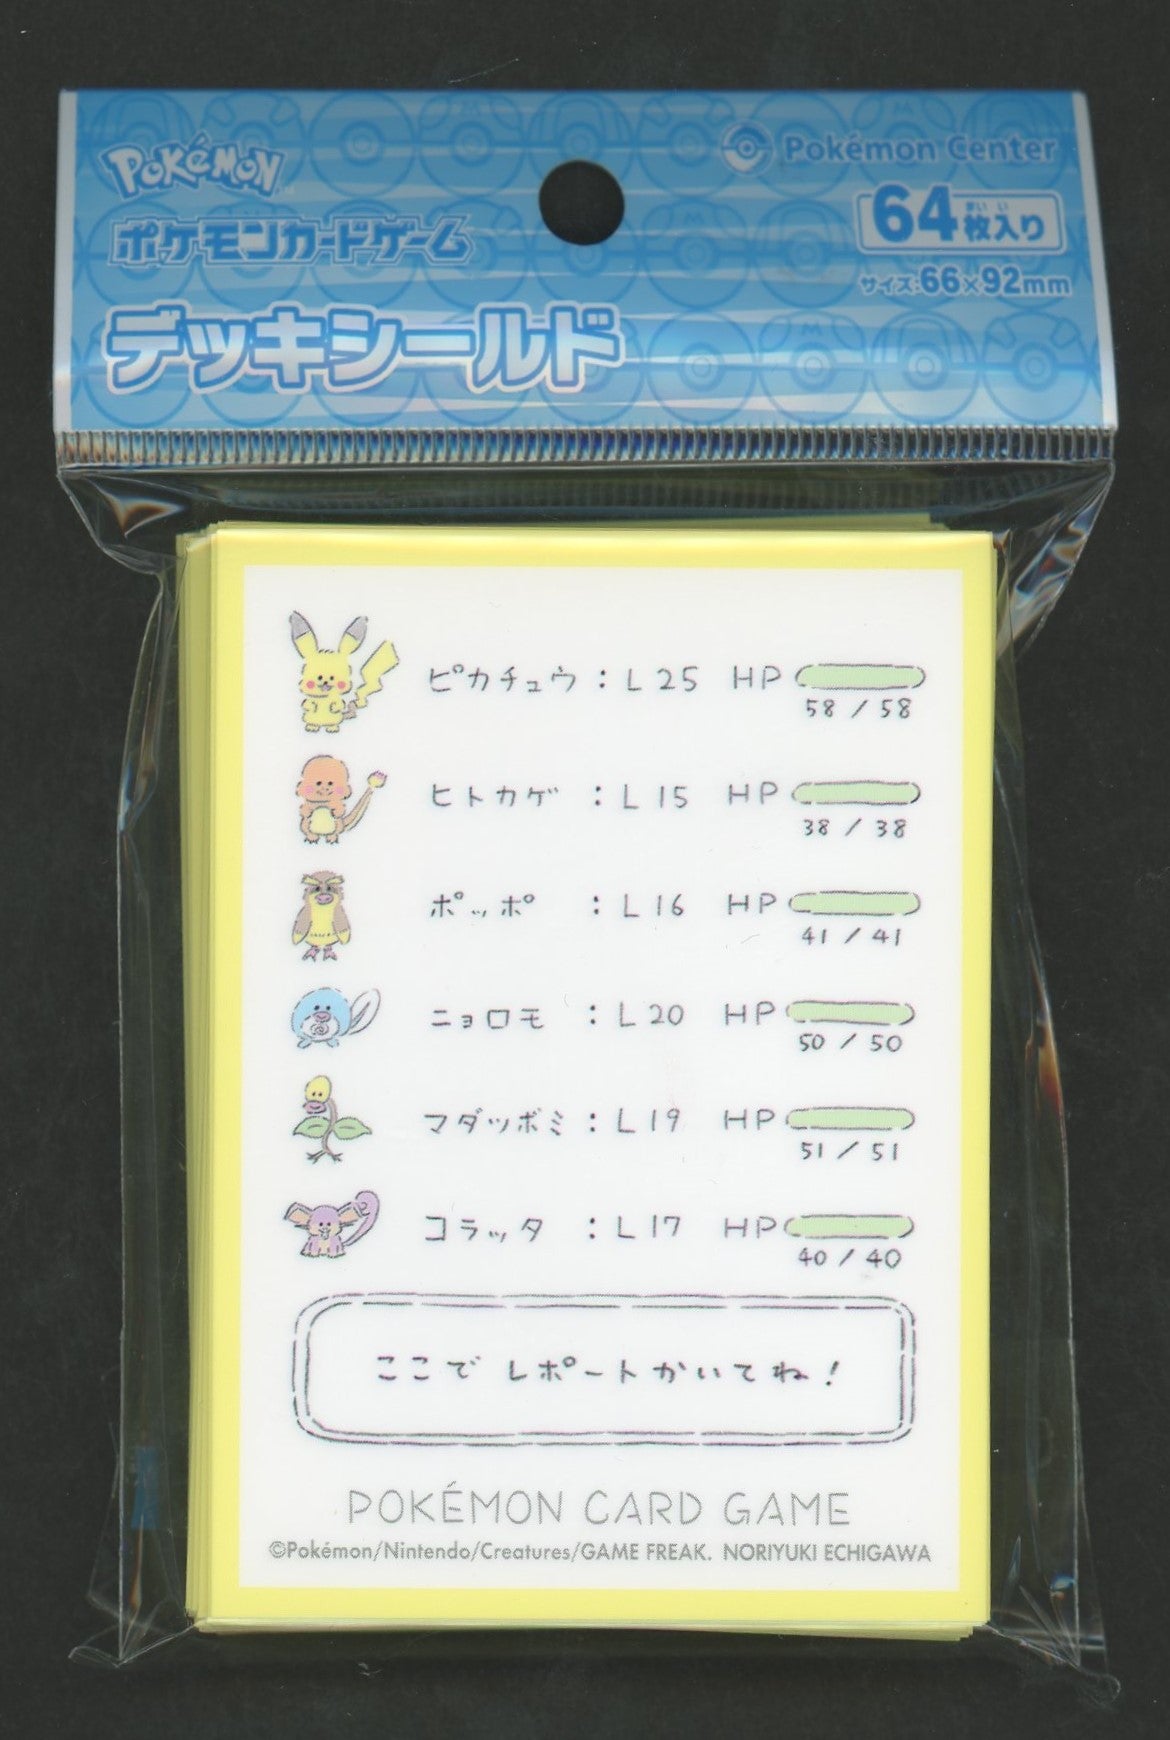 POKéMON
Pokémon Center
ポケモンカードゲーム
64枚入り
まい い
サイズ:66×92mm
デッキシールド
ピカチュウ：L25 HP
58／58
ヒトカゲ：L15 HP
38／38
ポッポ：L16 HP
41／41
ニョロモ：L20 HP
50／50
マダツボミ：L19 HP
51／51
コラッタ：L17 HP
40／40
ここで レポートかいてね！
POKÉMON CARD GAME
©Pokémon/Nintendo/Creatures/GAME FREAK. NORIYUKI ECHIGAWA